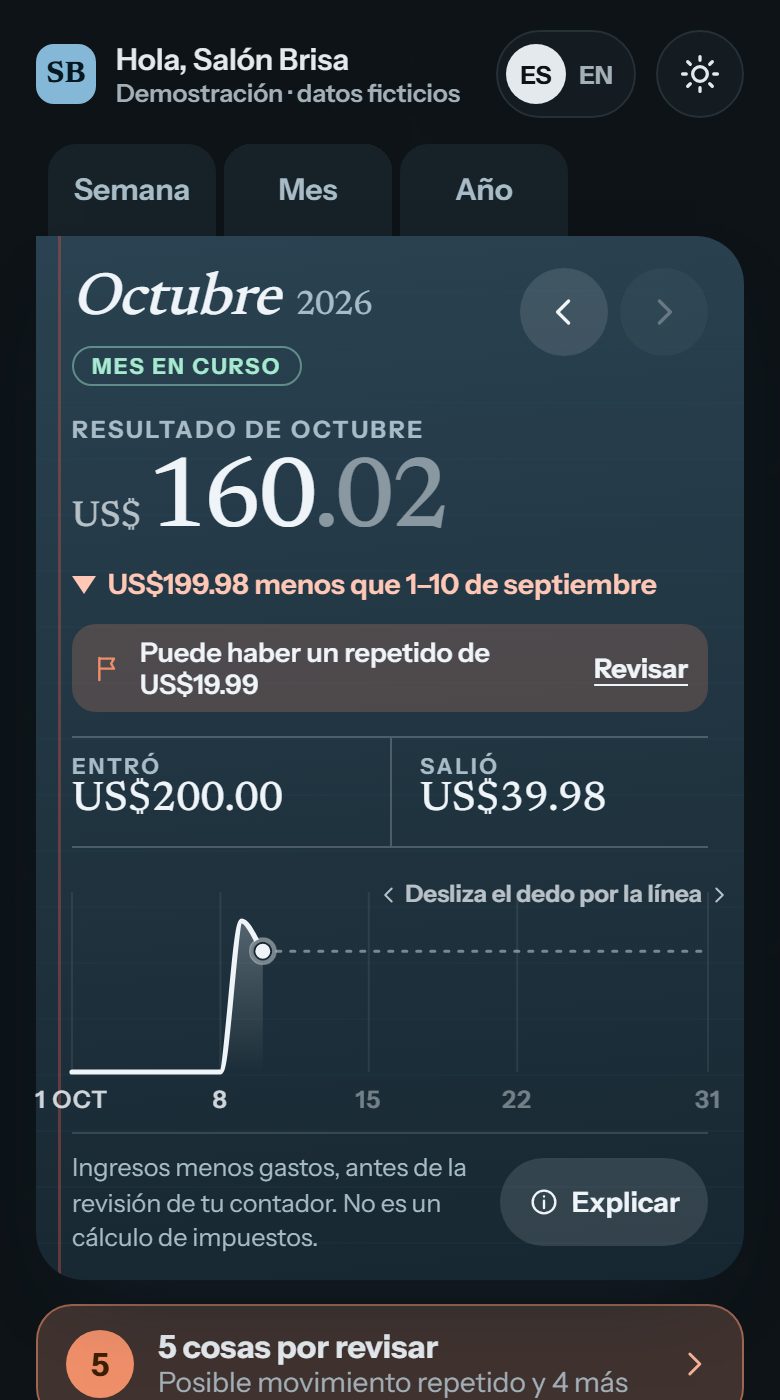 SB
Hola, Salón Brisa
Demostración · datos ficticios
ES EN
Semana Mes Año
Octubre 2026
MES EN CURSO
RESULTADO DE OCTUBRE
US$ 160.02
US$199.98 menos que 1–10 de septiembre
Puede haber un repetido de
US$19.99
Revisar
ENTRÓ
US$200.00
SALIÓ
US$39.98
Desliza el dedo por la línea
1 OCT 8 15 22 31
Ingresos menos gastos, antes de la
revisión de tu contador. No es un
cálculo de impuestos.
Explicar
5
5 cosas por revisar
Posible movimiento repetido y 4 más